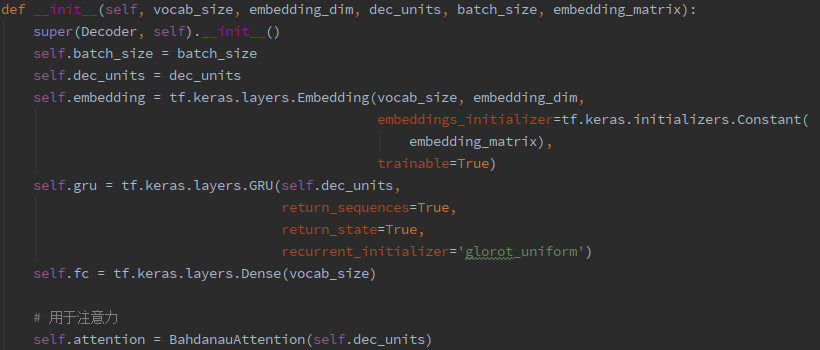 def __init__(self, vocab_size, embedding_dim, dec_units, batch_size, embedding_matrix):
    super(Decoder, self).__init__()
    self.batch_size = batch_size
    self.dec_units = dec_units
    self.embedding = tf.keras.layers.Embedding(vocab_size, embedding_dim,
                                               embeddings_initializer=tf.keras.initializers.Constant(
                                                   embedding_matrix),
                                               trainable=True)
    self.gru = tf.keras.layers.GRU(self.dec_units,
                                   return_sequences=True,
                                   return_state=True,
                                   recurrent_initializer='glorot_uniform')
    self.fc = tf.keras.layers.Dense(vocab_size)
    # 用于注意力
    self.attention = BahdanauAttention(self.dec_units)